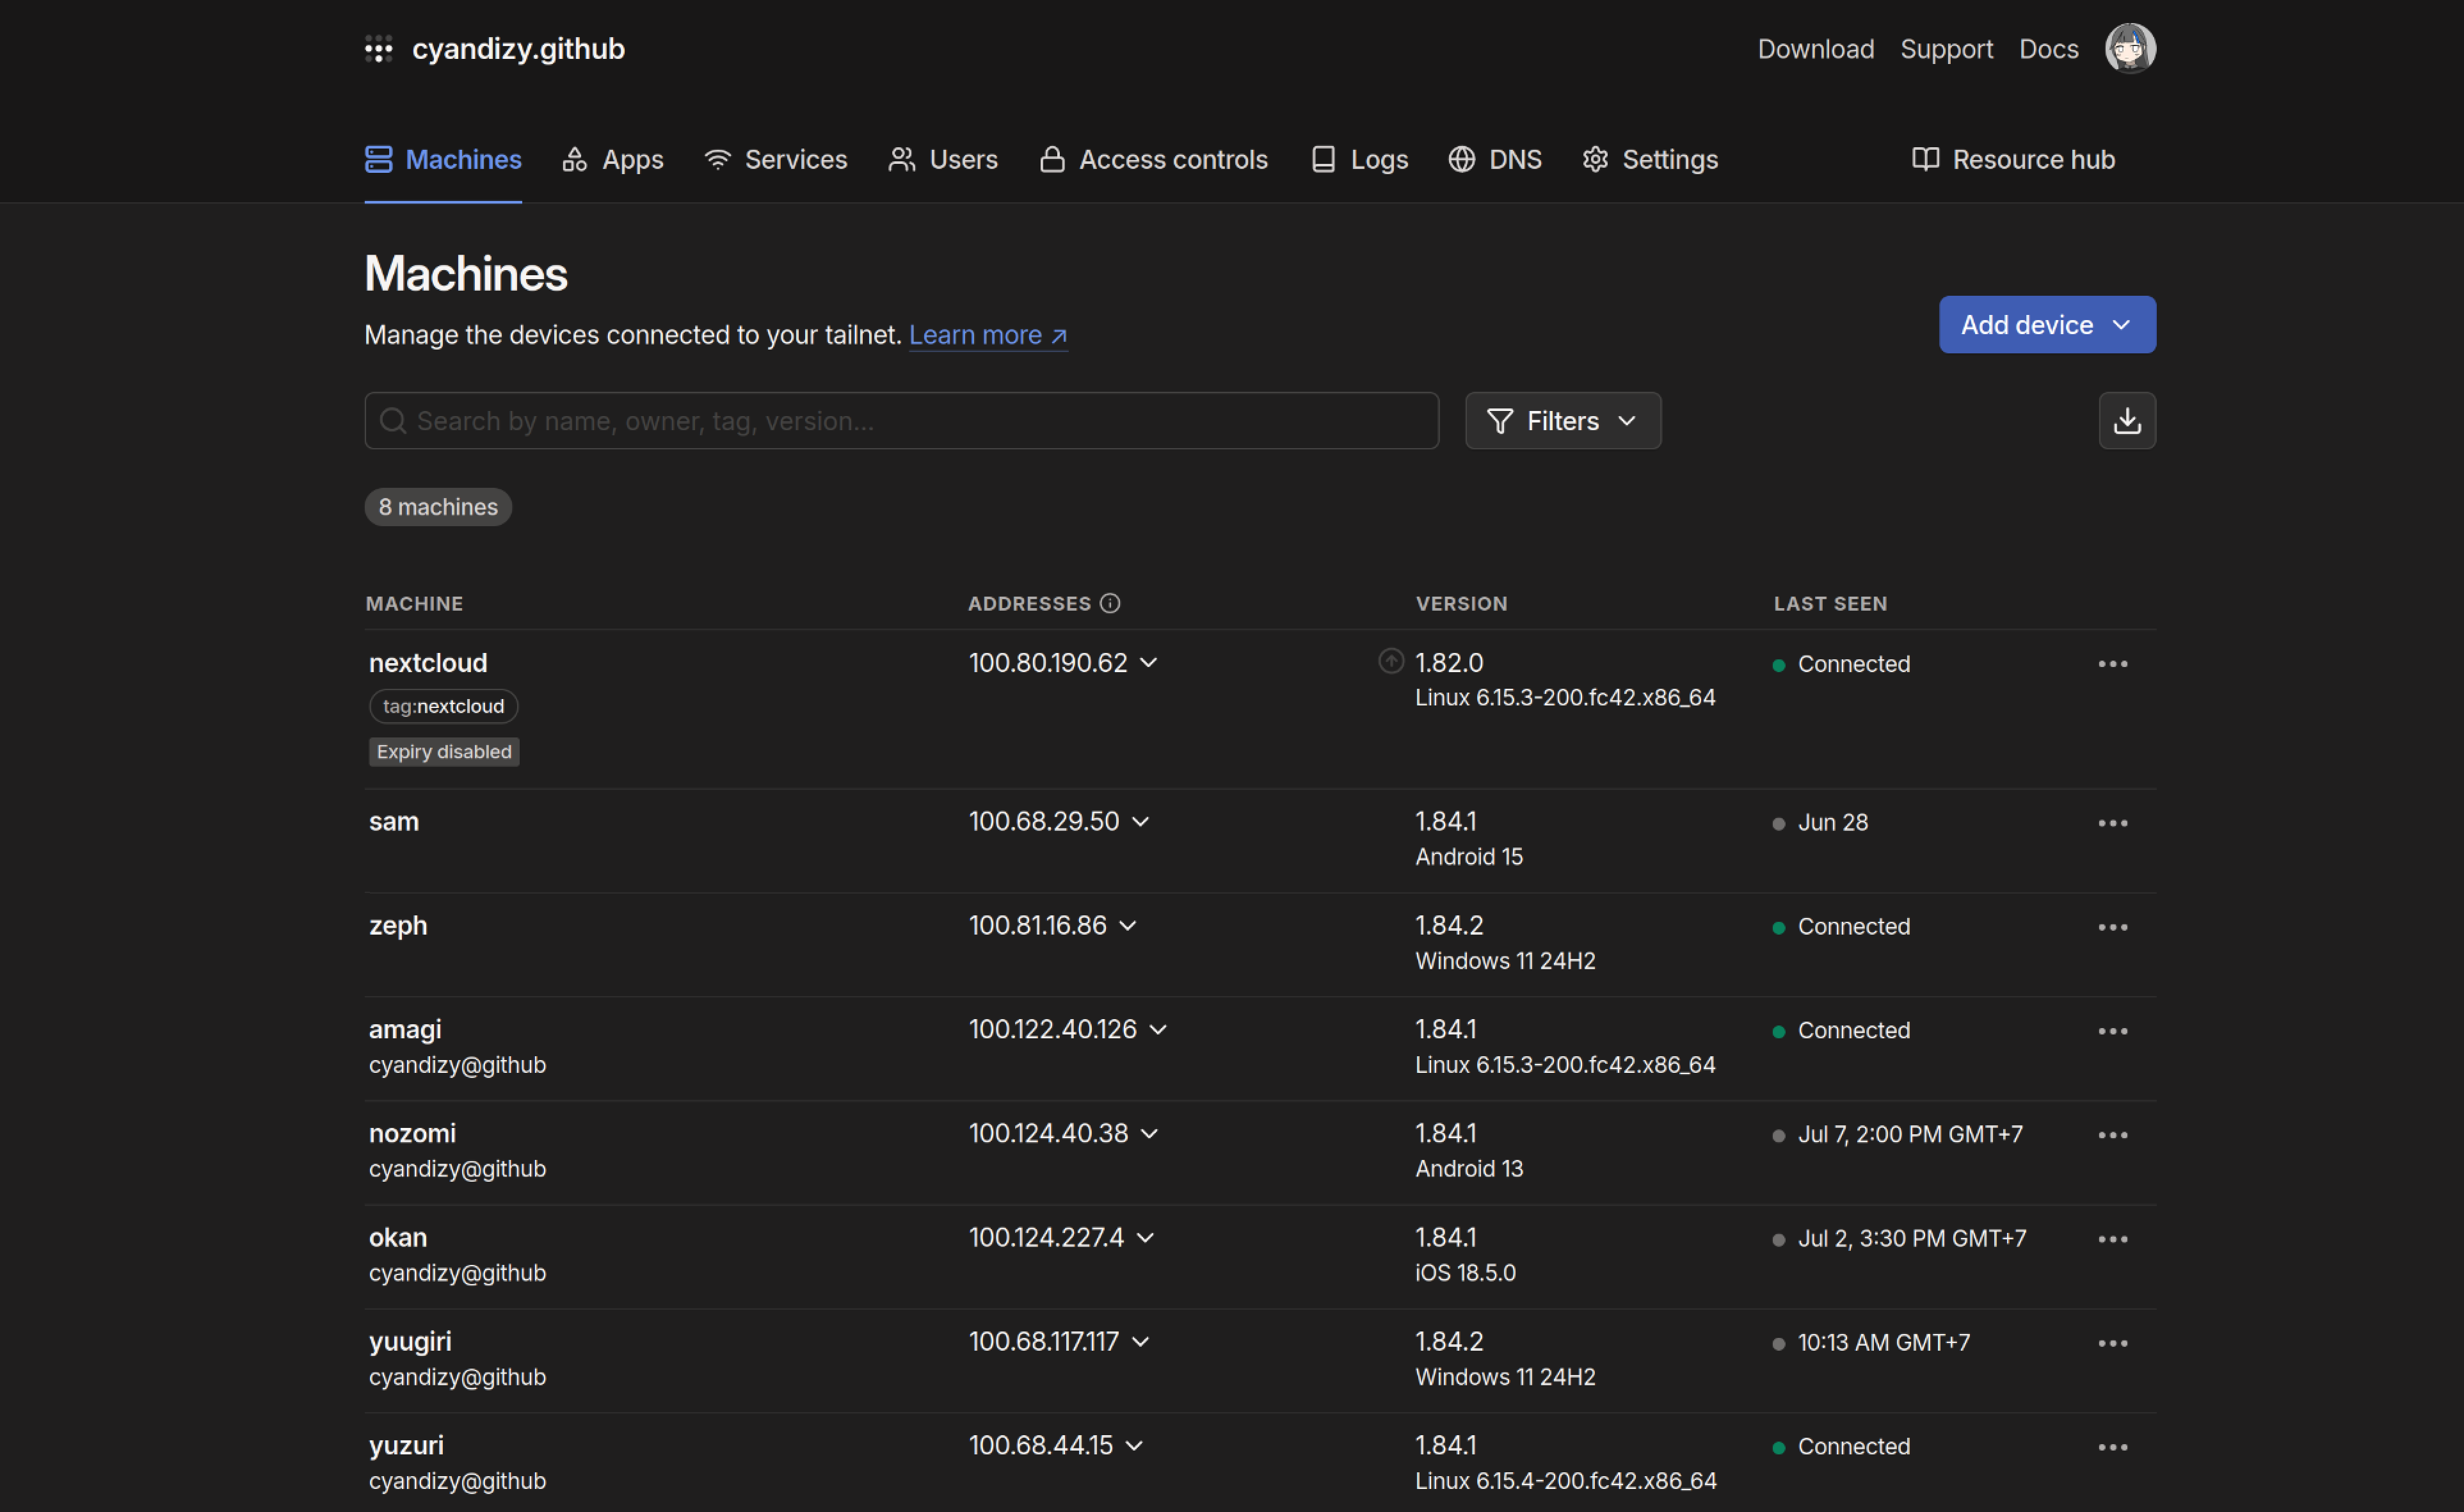 cyandizy.github
Download Support Docs
Machines Apps Services Users Access controls Logs DNS Settings Resource hub
Machines
Manage the devices connected to your tailnet. Learn more ↗
Add device
Search by name, owner, tag, version...
Filters
8 machines
MACHINE ADDRESSES VERSION LAST SEEN
nextcloud 100.80.190.62 1.82.0 Connected
Linux 6.15.3-200.fc42.x86_64
tag:nextcloud
Expiry disabled
sam 100.68.29.50 1.84.1 Jun 28
Android 15
zeph 100.81.16.86 1.84.2 Connected
Windows 11 24H2
amagi 100.122.40.126 1.84.1 Connected
cyandizy@github Linux 6.15.3-200.fc42.x86_64
nozomi 100.124.40.38 1.84.1 Jul 7, 2:00 PM GMT+7
cyandizy@github Android 13
okan 100.124.227.4 1.84.1 Jul 2, 3:30 PM GMT+7
cyandizy@github iOS 18.5.0
yuugiri 100.68.117.117 1.84.2 10:13 AM GMT+7
cyandizy@github Windows 11 24H2
yuzuri 100.68.44.15 1.84.1 Connected
cyandizy@github Linux 6.15.4-200.fc42.x86_64